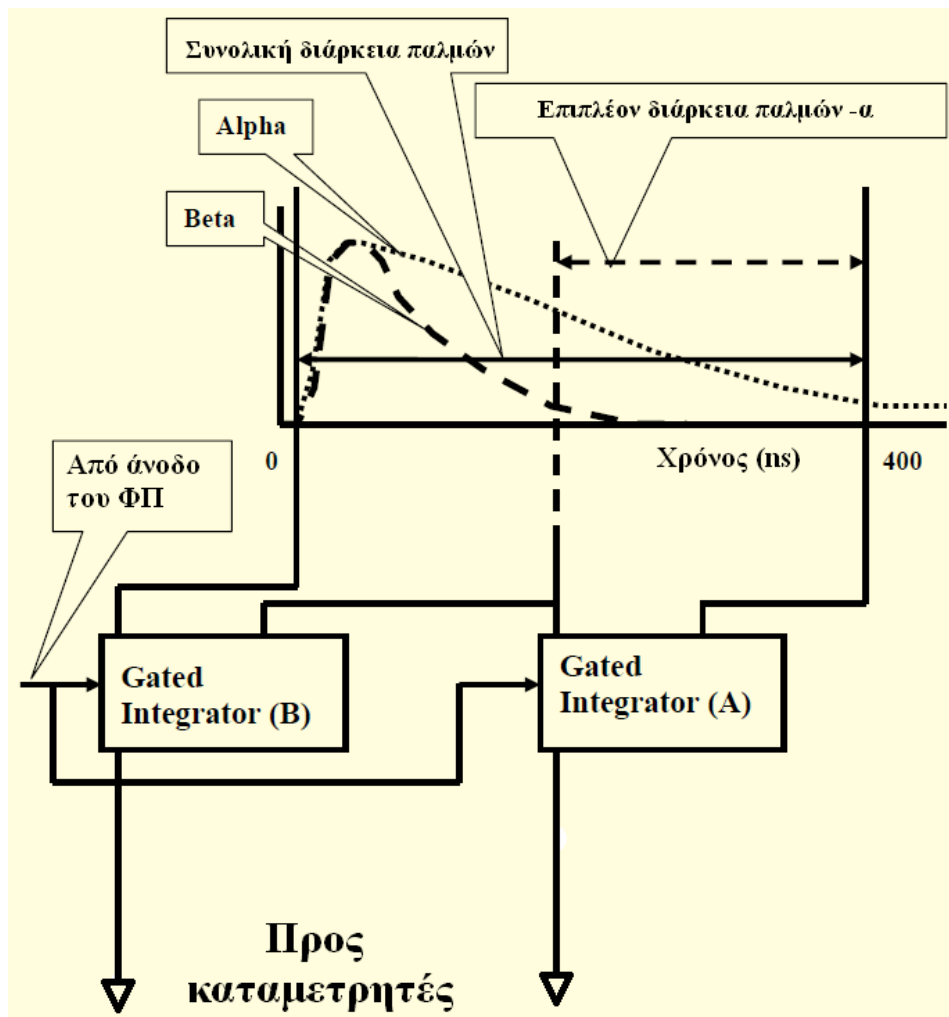 Συνολική διάρκεια παλμών
Επιπλέον διάρκεια παλμών -α
Alpha
Beta
Από άνοδο
του ΦΠ
0
Χρόνος (ns)
400
Gated
Integrator (B)
Gated
Integrator (A)
Προς
καταμετρητές